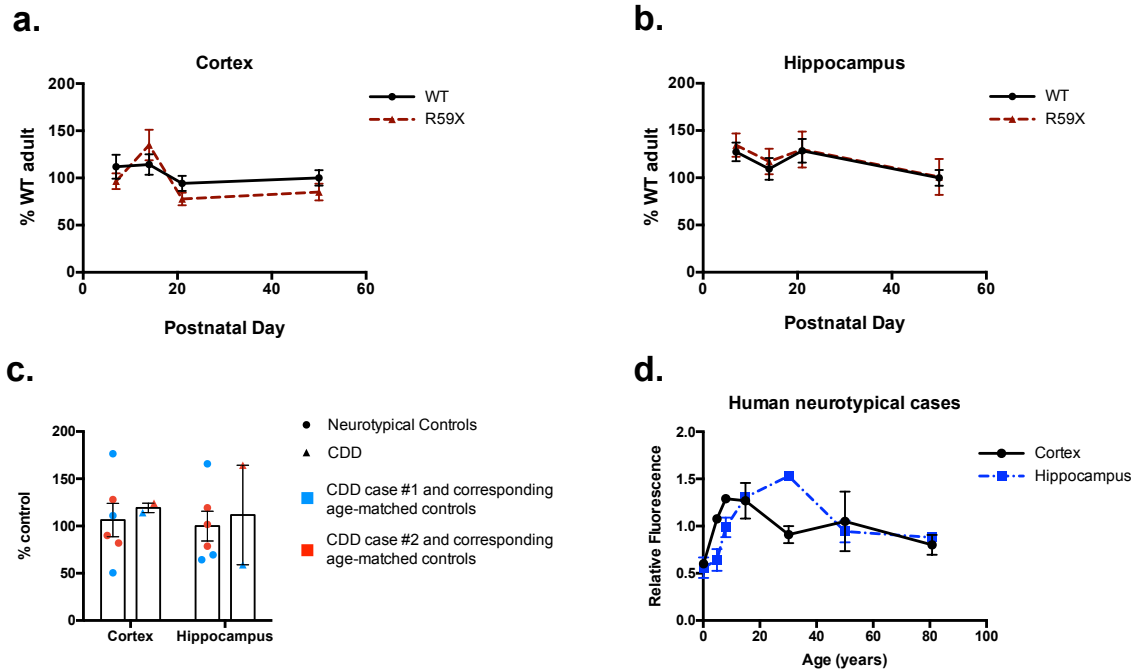 a.
Cortex
% WT adult
200
150
100
50
0
0 20 40 60
Postnatal Day
WT
R59X
b.
Hippocampus
% WT adult
200
150
100
50
0
0 20 40 60
Postnatal Day
WT
R59X
c.
% control
200
150
100
50
0
Cortex Hippocampus
Neurotypical Controls
CDD
CDD case #1 and corresponding
age-matched controls
CDD case #2 and corresponding
age-matched controls
d.
Human neurotypical cases
Relative Fluorescence
2.0
1.5
1.0
0.5
0.0
0 20 40 60 80 100
Age (years)
Cortex
Hippocampus